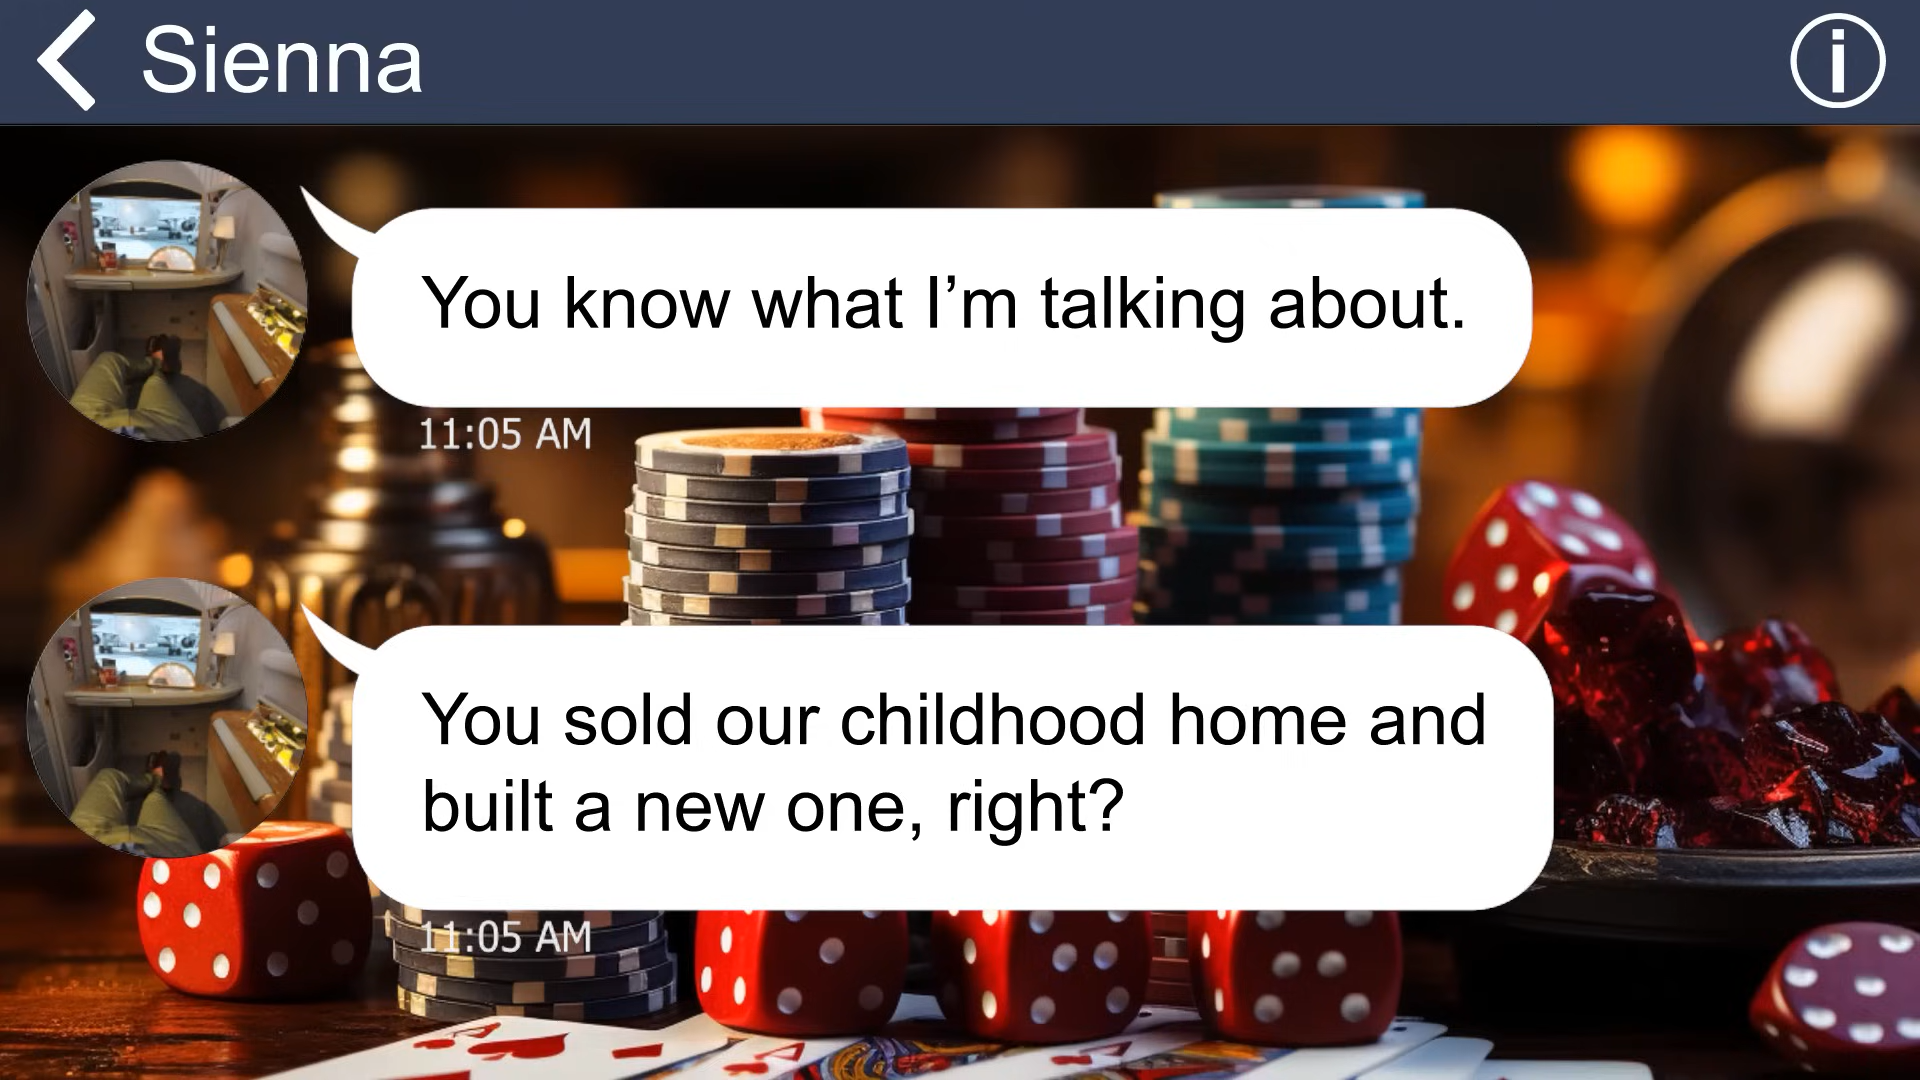 Sienna
You know what I’m talking about.
11:05 AM
You sold our childhood home and
built a new one, right?
11:05 AM